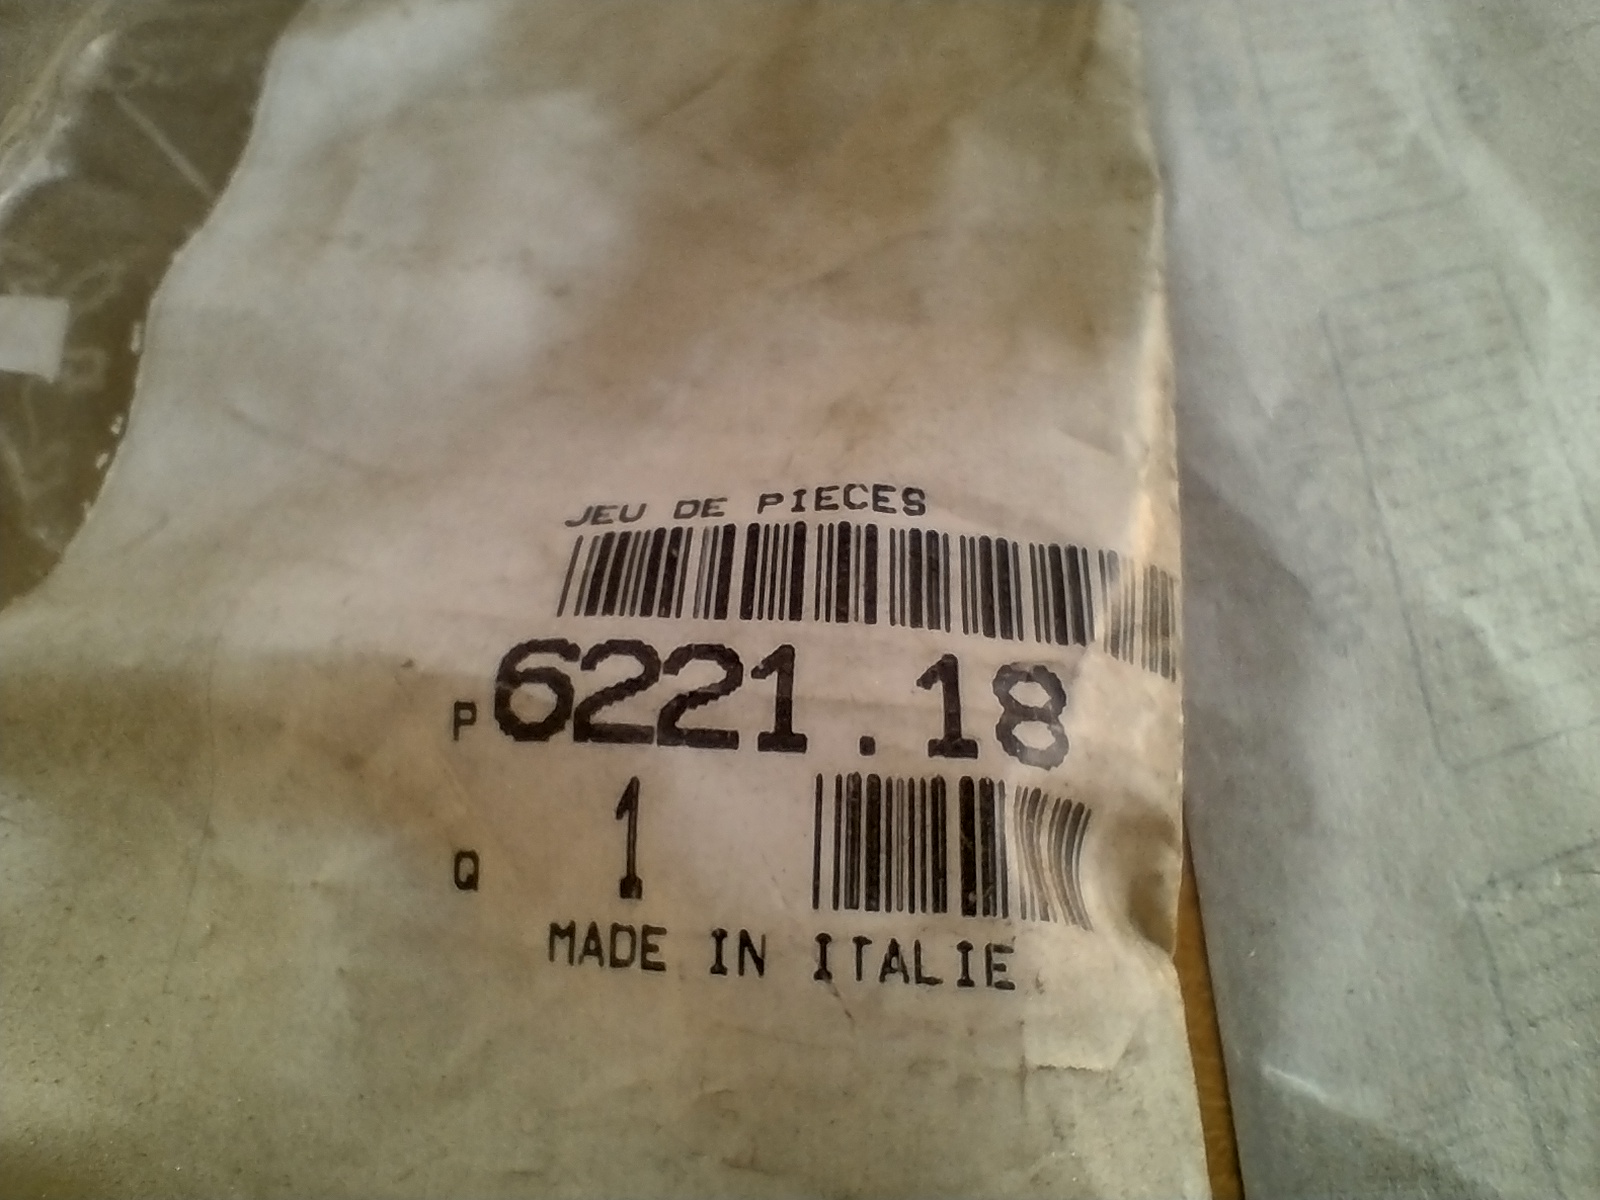 JEU DE PIECES
P 6221.18
Q 1
MADE IN ITALIE